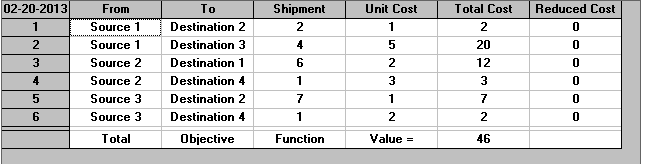 02-20-2013 From To Shipment Unit Cost Total Cost Reduced Cost
1 Source 1 Destination 2 2 1 2 0
2 Source 1 Destination 3 4 5 20 0
3 Source 2 Destination 1 6 2 12 0
4 Source 2 Destination 4 1 3 3 0
5 Source 3 Destination 2 7 1 7 0
6 Source 3 Destination 4 1 2 2 0
Total Objective Function Value = 46